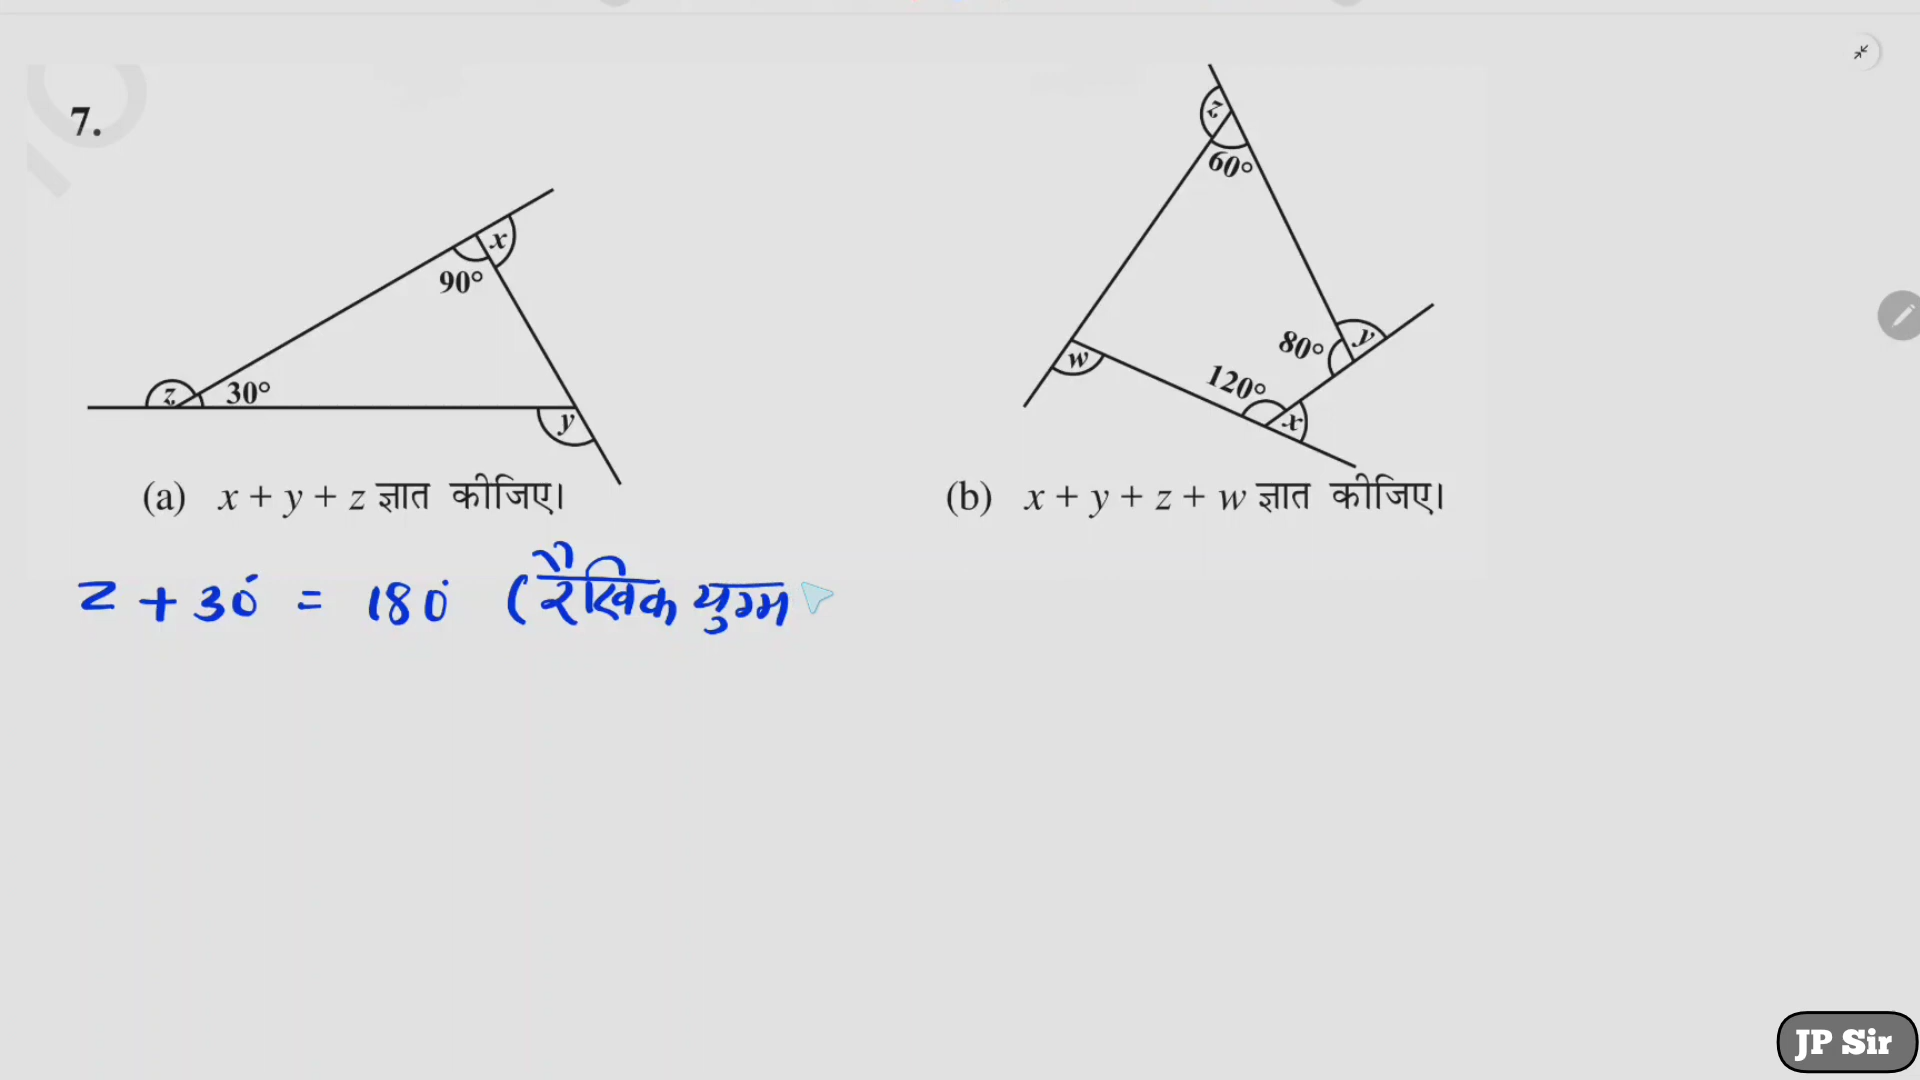 7.
z
60°
x
90°
80°
y
z
30°
w
120°
x
y
(a) x + y + z ज्ञात कीजिए।
(b) x + y + z + w ज्ञात कीजिए।
z + 30° = 180° (रैखिक युग्म
JP Sir